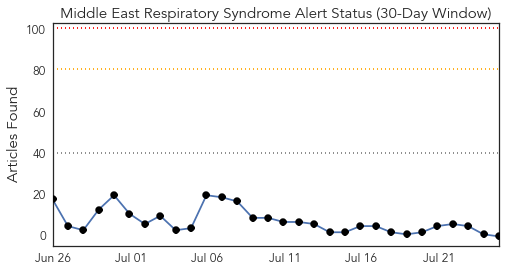 Middle East Respiratory Syndrome Alert Status (30-Day Window)
100
80
60
40
20
0
Articles Found
Jun 26
Jul 01
Jul 06
Jul 11
Jul 16
Jul 21